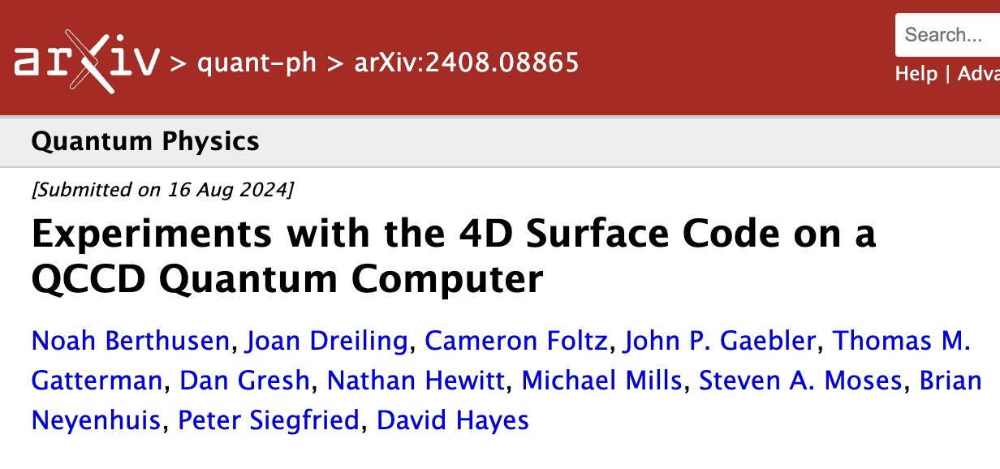 arXiv > quant-ph > arXiv:2408.08865
Search...
Help | Adva
Quantum Physics
[Submitted on 16 Aug 2024]
Experiments with the 4D Surface Code on a
QCCD Quantum Computer
Noah Berthusen, Joan Dreiling, Cameron Foltz, John P. Gaebler, Thomas M.
Gatterman, Dan Gresh, Nathan Hewitt, Michael Mills, Steven A. Moses, Brian
Neyenhuis, Peter Siegfried, David Hayes